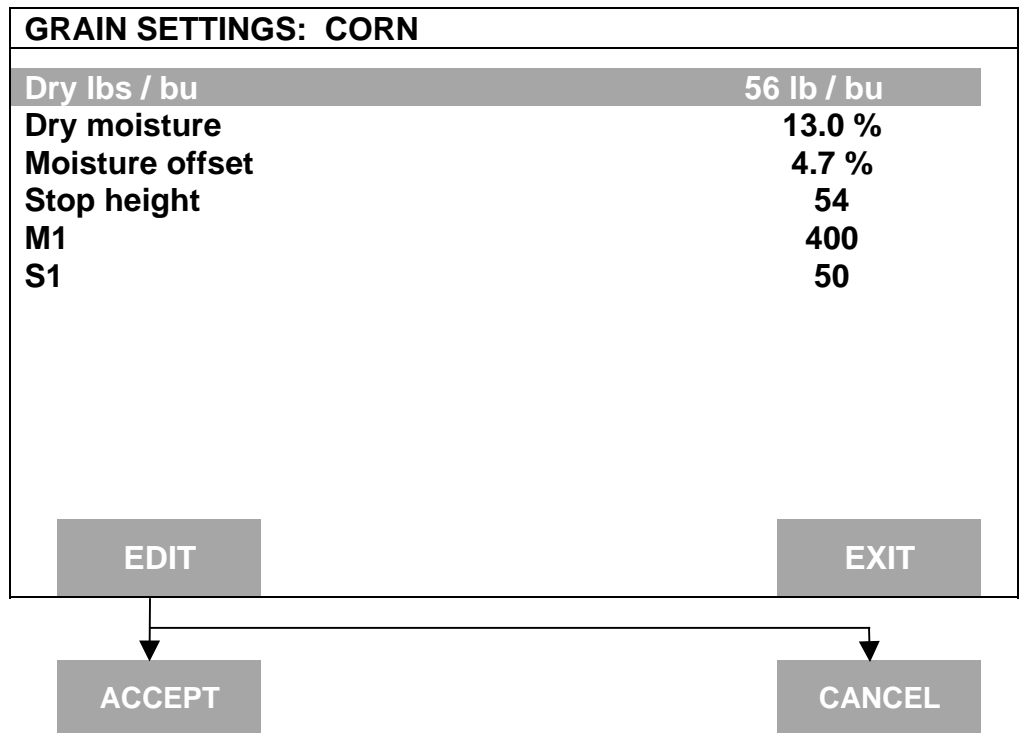 GRAIN SETTINGS: CORN
Dry lbs / bu 56 lb / bu
Dry moisture 13.0 %
Moisture offset 4.7 %
Stop height 54
M1 400
S1 50
EDIT EXIT
ACCEPT CANCEL